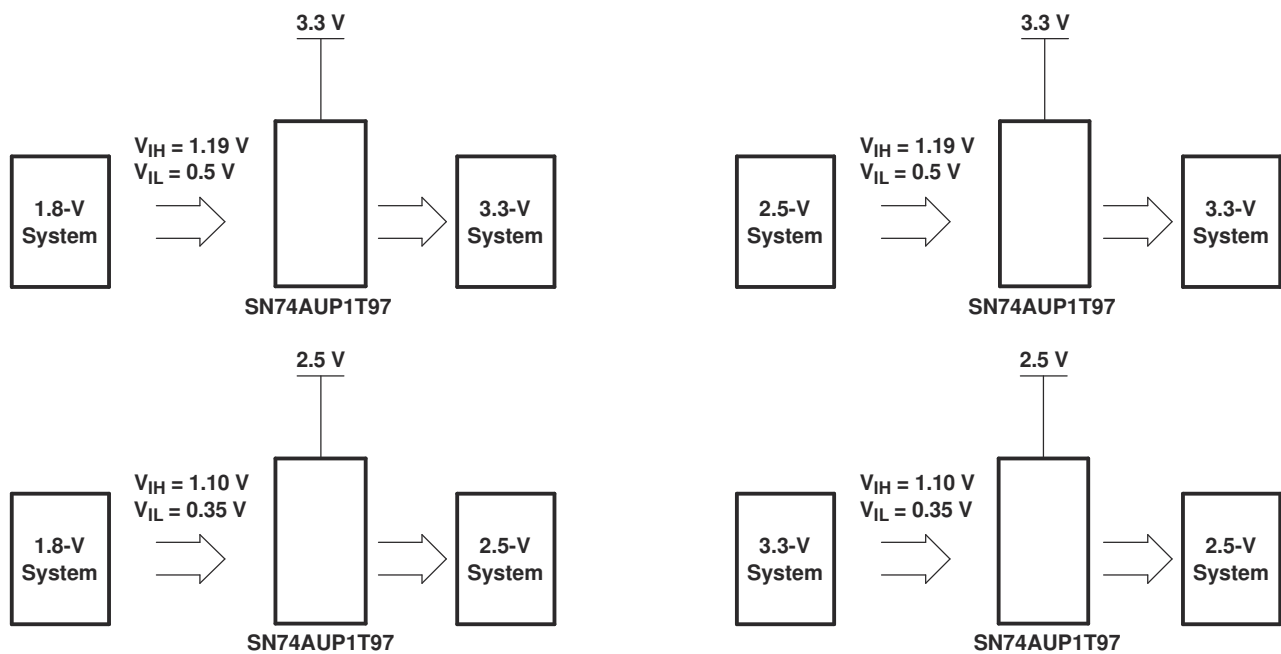 3.3 V
V_IH = 1.19 V
V_IL = 0.5 V
1.8-V
System
3.3-V
System
SN74AUP1T97
3.3 V
V_IH = 1.19 V
V_IL = 0.5 V
2.5-V
System
3.3-V
System
SN74AUP1T97
2.5 V
V_IH = 1.10 V
V_IL = 0.35 V
1.8-V
System
2.5-V
System
SN74AUP1T97
2.5 V
V_IH = 1.10 V
V_IL = 0.35 V
3.3-V
System
2.5-V
System
SN74AUP1T97